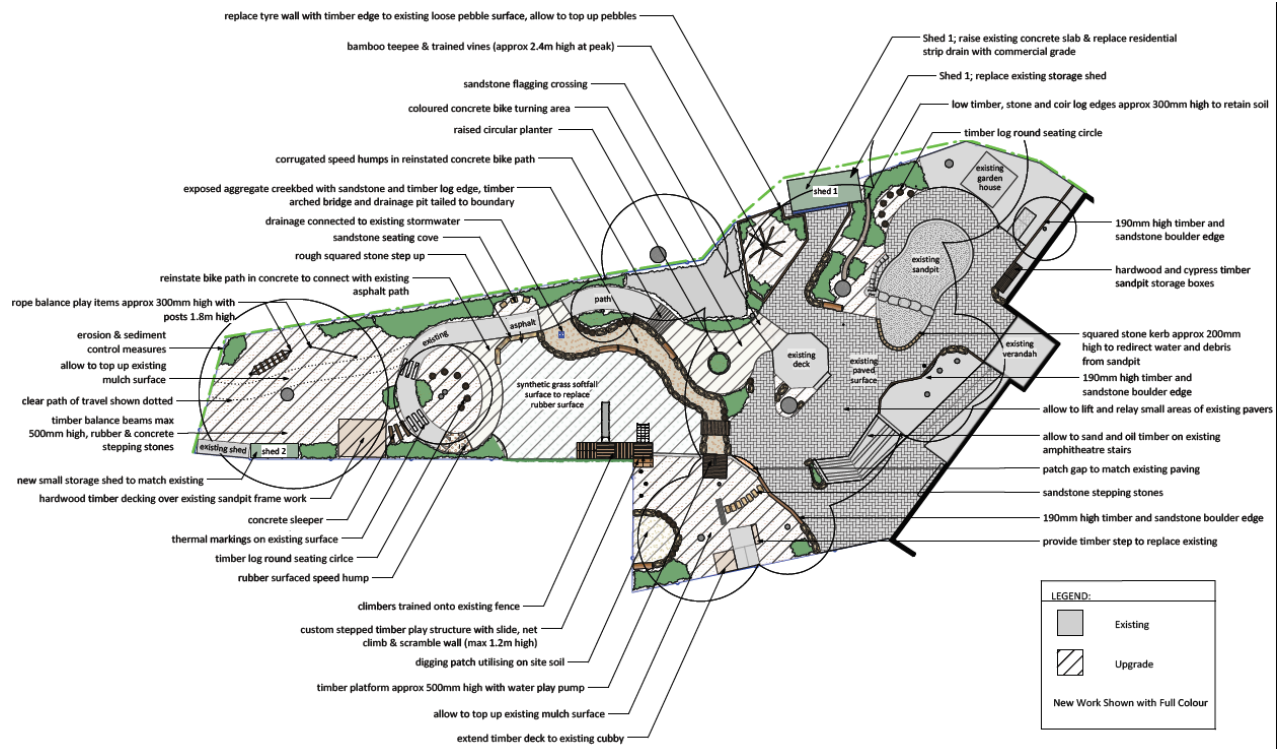 replace tyre wall with timber edge to existing loose pebble surface, allow to top up pebbles
bamboo teepee & trained vines (approx 2.4m high at peak)
sandstone flagging crossing
coloured concrete bike turning area
raised circular planter
corrugated speed humps in reinstated concrete bike path
exposed aggregate creekbed with sandstone and timber log edge, timber
arched bridge and drainage pit tailed to boundary
drainage connected to existing stormwater
sandstone seating cove
rough squared stone step up
reinstate bike path in concrete to connect with existing
asphalt path
rope balance play items approx 300mm high with
posts 1.8m high
erosion & sediment
control measures
allow to top up existing
mulch surface
clear path of travel shown dotted
timber balance beams max
500mm high, rubber & concrete
stepping stones
new small storage shed to match existing
hardwood timber decking over existing sandpit frame work
concrete sleeper
thermal markings on existing surface
timber log round seating cirlce
rubber surfaced speed hump
climbers trained onto existing fence
custom stepped timber play structure with slide, net
climb & scramble wall (max 1.2m high)
digging patch utilising on site soil
timber platform approx 500mm high with water play pump
allow to top up existing mulch surface
extend timber deck to existing cubby
Shed 1; raise existing concrete slab & replace residential
strip drain with commercial grade
Shed 1; replace existing storage shed
low timber, stone and coir log edges approx 300mm high to retain soil
timber log round seating circle
190mm high timber and
sandstone boulder edge
hardwood and cypress timber
sandpit storage boxes
squared stone kerb approx 200mm
high to redirect water and debris
from sandpit
190mm high timber and
sandstone boulder edge
allow to lift and relay small areas of existing pavers
allow to sand and oil timber on existing
amphitheatre stairs
patch gap to match existing paving
sandstone stepping stones
190mm high timber and sandstone boulder edge
provide timber step to replace existing
shed 1
existing
garden
house
existing
sandpit
path
existing
asphalt
existing
deck
existing
paved
surface
existing
verandah
synthetic grass softfall
surface to replace
rubber surface
existing shed
shed 2
LEGEND:
Existing
Upgrade
New Work Shown with Full Colour